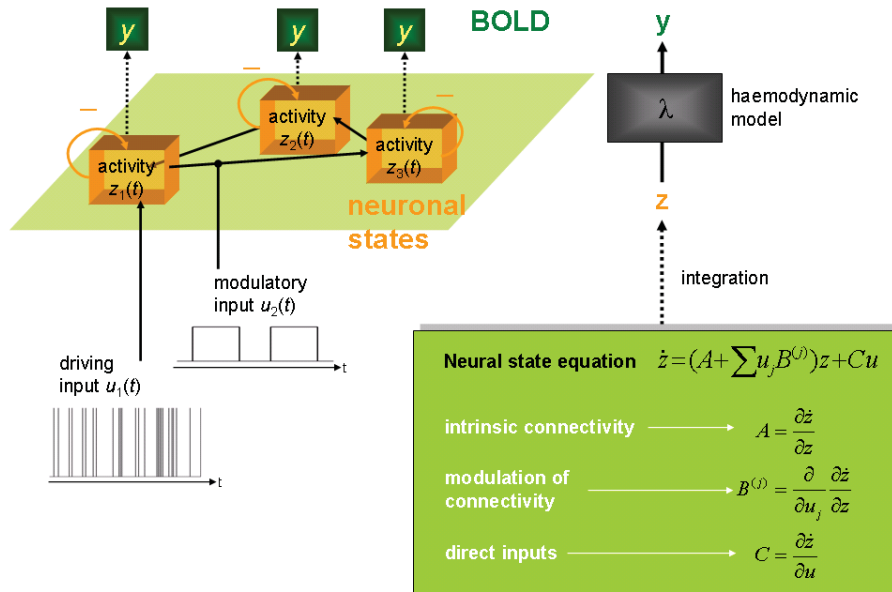 BOLD
y
y
y
y
λ
haemodynamic
model
z
integration
activity
z₂(t)
activity
z₁(t)
activity
z₃(t)
neuronal
states
modulatory
input u₂(t)
t
driving
input u₁(t)
t
Neural state equation ż=(A+∑uⱼB⁽ʲ⁾)z+Cu
intrinsic connectivity A = ∂ż/∂z
modulation of
connectivity B⁽ʲ⁾ = ∂/∂uⱼ ∂ż/∂z
direct inputs C = ∂ż/∂u